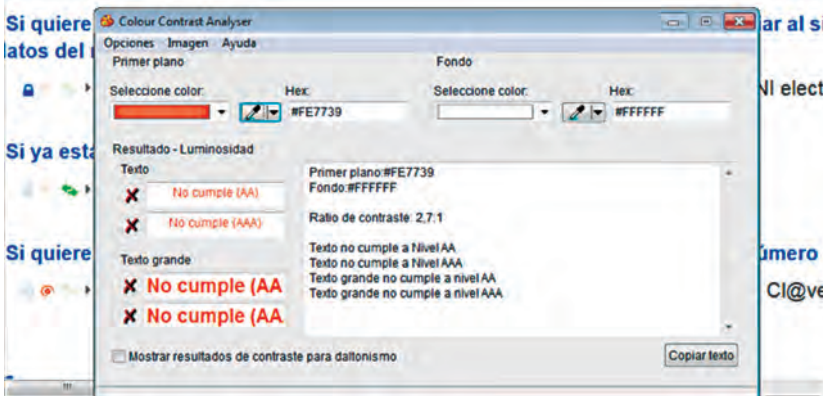 Si quiere
ar al si
datos del
Colour Contrast Analyser
Opciones Imagen Ayuda
Primer plano
Fondo
Seleccione color: Hex:
Seleccione color: Hex:
#FE7739
#FFFFFF
NI elect
Si ya está
Resultado - Luminosidad
Texto
No cumple (AA)
No cumple (AAA)
Texto grande
No cumple (AA
No cumple (AA
Primer plano:#FE7739
Fondo:#FFFFFF
Ratio de contraste: 2,7:1
Texto no cumple a Nivel AA
Texto no cumple a Nivel AAA
Texto grande no cumple a nivel AA
Texto grande no cumple a nivel AAA
Si quiere
úmero
Cl@ve
Mostrar resultados de contraste para daltonismo
Copiar texto